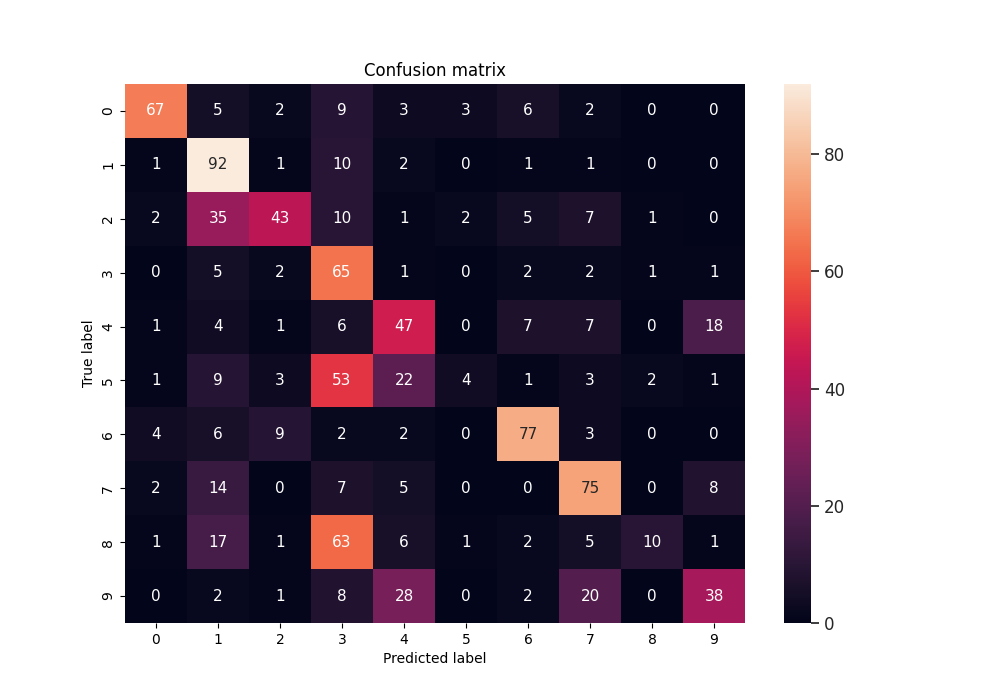 Confusion matrix
0 67 5 2 9 3 3 6 2 0 0
1 1 92 1 10 2 0 1 1 0 0
2 2 35 43 10 1 2 5 7 1 0
3 0 5 2 65 1 0 2 2 1 1
4 1 4 1 6 47 0 7 7 0 18
5 1 9 3 53 22 4 1 3 2 1
6 4 6 9 2 2 0 77 3 0 0
7 2 14 0 7 5 0 0 75 0 8
8 1 17 1 63 6 1 2 5 10 1
9 0 2 1 8 28 0 2 20 0 38
0 1 2 3 4 5 6 7 8 9
Predicted label
True label
80
60
40
20
0